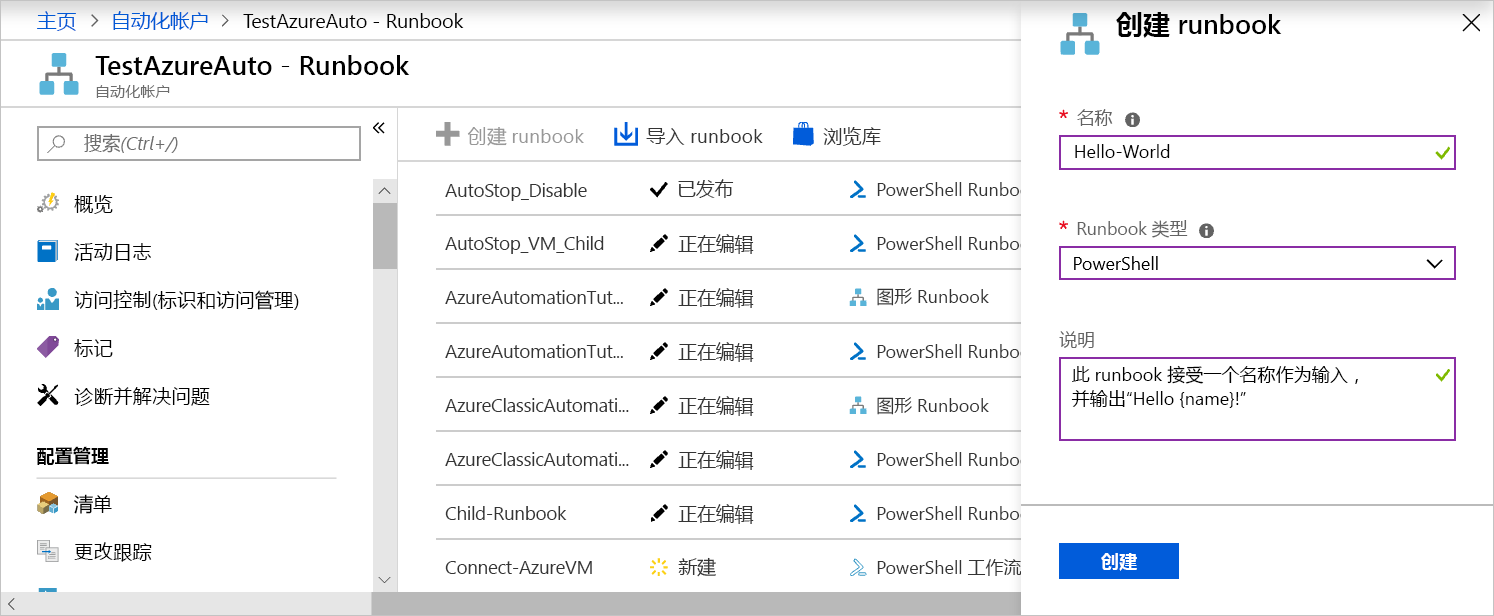 主页 > 自动化帐户 > TestAzureAuto - Runbook
TestAzureAuto - Runbook
自动化帐户
搜索(Ctrl+/)
概览
活动日志
访问控制(标识和访问管理)
标记
诊断并解决问题
配置管理
清单
更改跟踪
创建 runbook 导入 runbook 浏览库
AutoStop_Disable 已发布 PowerShell Runbo
AutoStop_VM_Child 正在编辑 PowerShell Runbo
AzureAutomationTut... 正在编辑 图形 Runbook
AzureAutomationTut... 正在编辑 PowerShell Runbo
AzureClassicAutomati... 正在编辑 图形 Runbook
AzureClassicAutomati... 正在编辑 PowerShell Runbo
Child-Runbook 正在编辑 PowerShell Runbo
Connect-AzureVM 新建 PowerShell 工作流
创建 runbook
* 名称
Hello-World
* Runbook 类型
PowerShell
说明
此 runbook 接受一个名称作为输入，
并输出“Hello {name}!”
创建